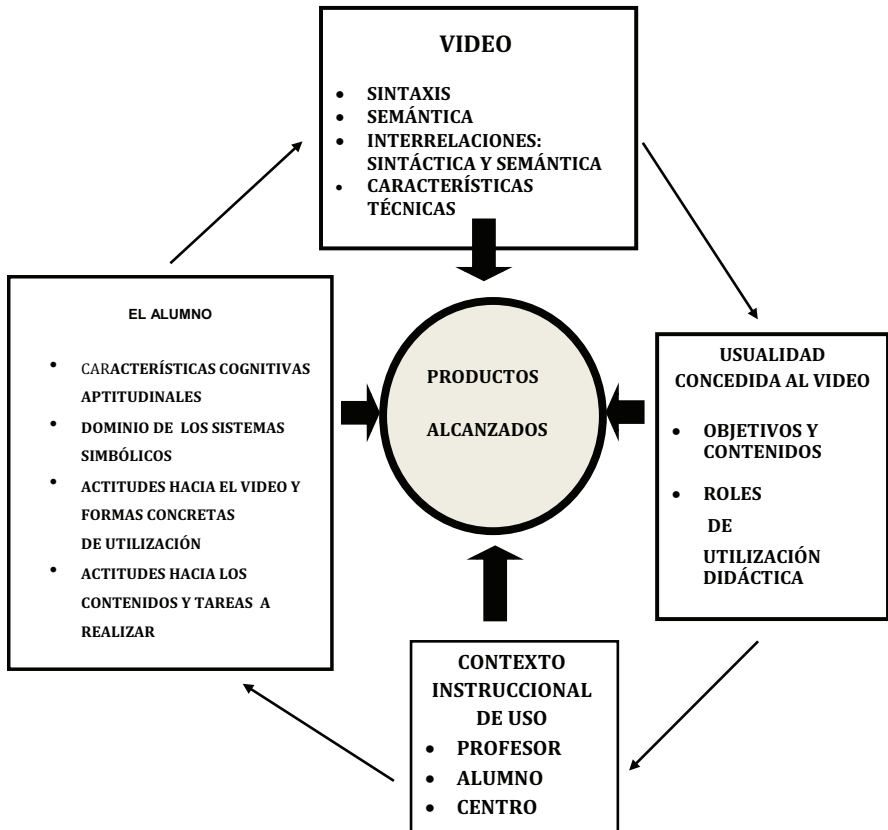 VIDEO
• SINTAXIS
• SEMÁNTICA
• INTERRELACIONES:
SINTÁCTICA Y SEMÁNTICA
• CARACTERÍSTICAS
TÉCNICAS
EL ALUMNO
• CARACTERÍSTICAS COGNITIVAS
APTITUDINALES
• DOMINIO DE LOS SISTEMAS
SIMBÓLICOS
• ACTITUDES HACIA EL VIDEO Y
FORMAS CONCRETAS
DE UTILIZACIÓN
• ACTITUDES HACIA LOS
CONTENIDOS Y TAREAS A
REALIZAR
PRODUCTOS
ALCANZADOS
USUALIDAD
CONCEDIDA AL VIDEO
• OBJETIVOS Y
CONTENIDOS
• ROLES
DE
UTILIZACIÓN
DIDÁCTICA
CONTEXTO
INSTRUCCIONAL
DE USO
• PROFESOR
• ALUMNO
• CENTRO